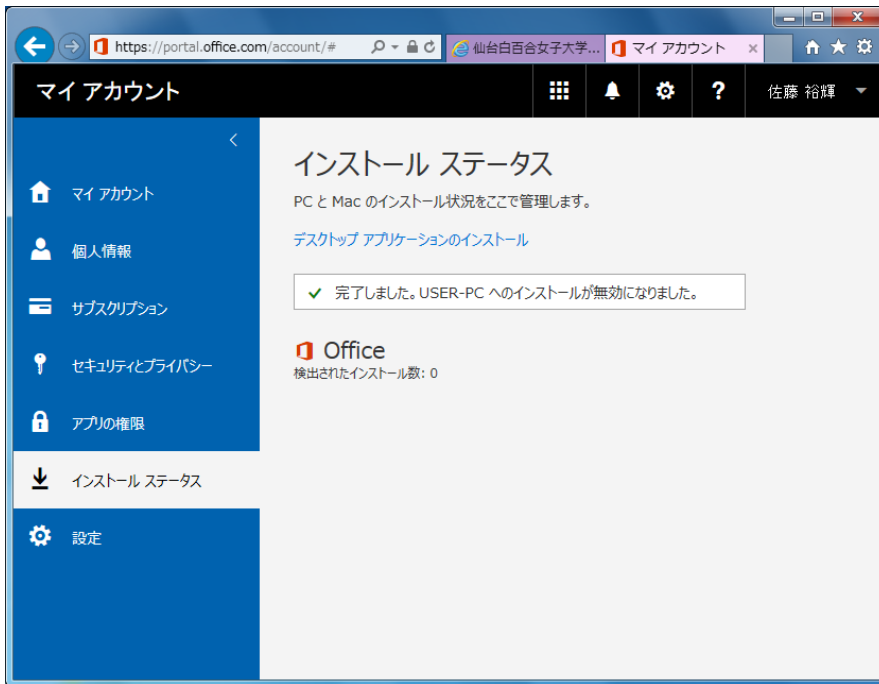 https://portal.office.com/account/#
仙台白百合女子大学...
マイ アカウント
マイ アカウント
?
佐藤 裕輝
マイ アカウント
個人情報
サブスクリプション
セキュリティとプライバシー
アプリの権限
インストール ステータス
設定
インストール ステータス
PC と Mac のインストール状況をここで管理します。
デスクトップ アプリケーションのインストール
完了しました。USER-PC へのインストールが無効になりました。
Office
検出されたインストール数: 0